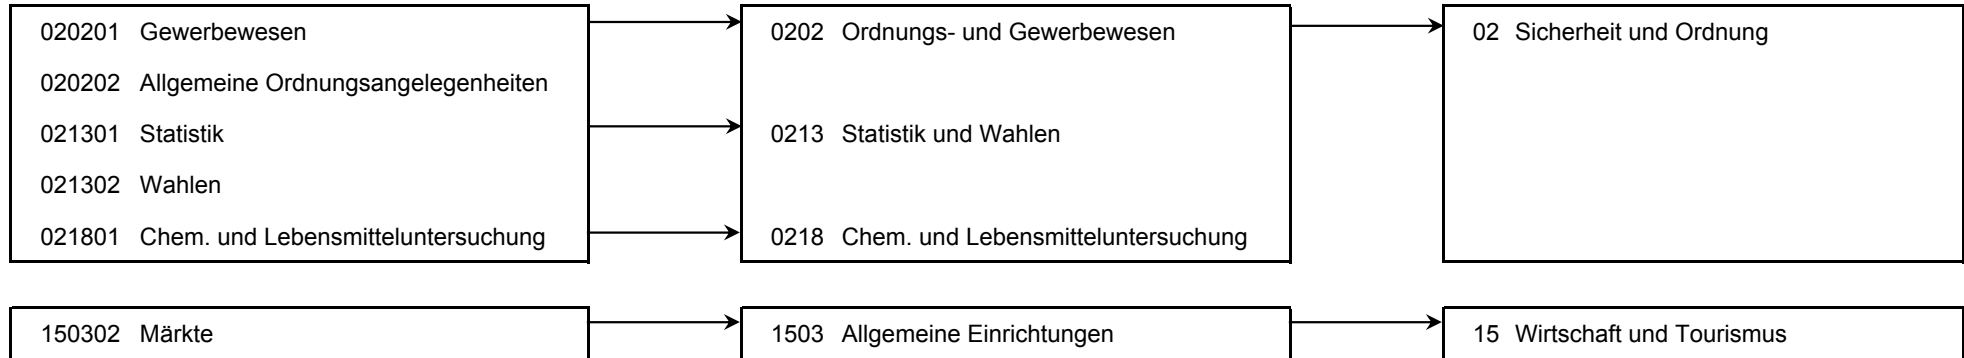 020201 Gewerbewesen 0202 Ordnungs- und Gewerbewesen 02 Sicherheit und Ordnung
020202 Allgemeine Ordnungsangelegenheiten
021301 Statistik 0213 Statistik und Wahlen
021302 Wahlen
021801 Chem. und Lebensmitteluntersuchung 0218 Chem. und Lebensmitteluntersuchung
150302 Märkte 1503 Allgemeine Einrichtungen 15 Wirtschaft und Tourismus